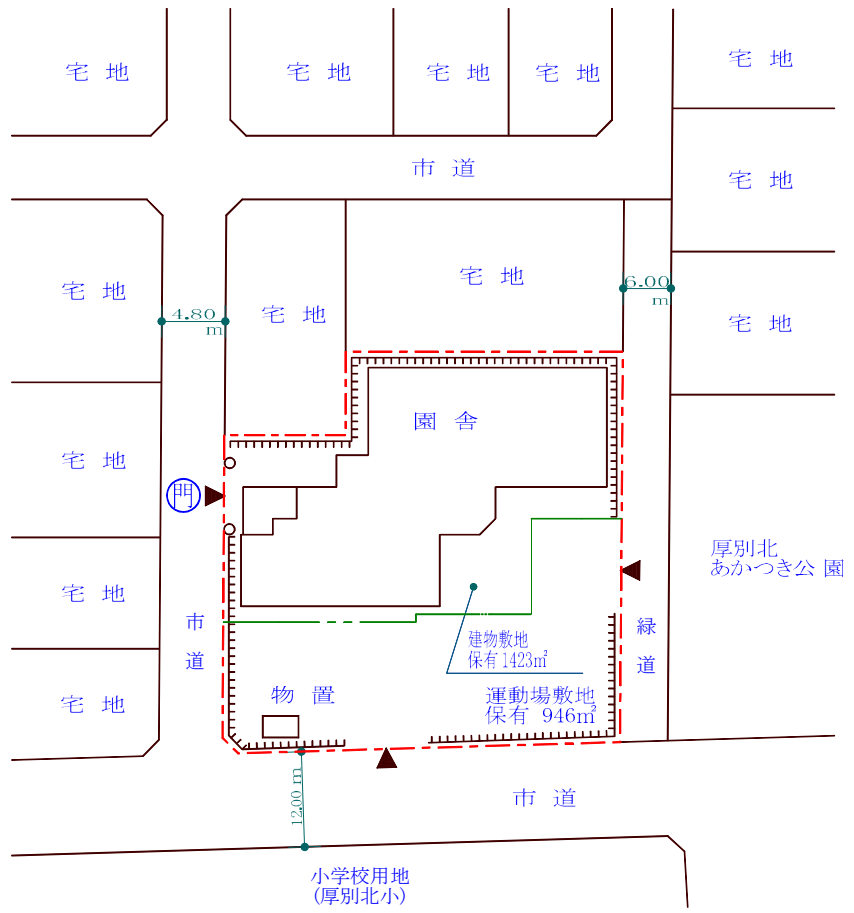 宅 地
宅 地
宅 地
宅 地
宅 地
市 道
宅 地
宅 地
宅 地
宅 地
6.00
m
4.80
m
宅 地
園 舎
宅 地
門
厚別北
あかつき公 園
宅 地
市
道
緑
道
建物敷地
保有 1423㎡
物 置
運動場敷地
保有 946㎡
宅 地
宅 地
12.00 m
市 道
小学校用地
(厚別北小)